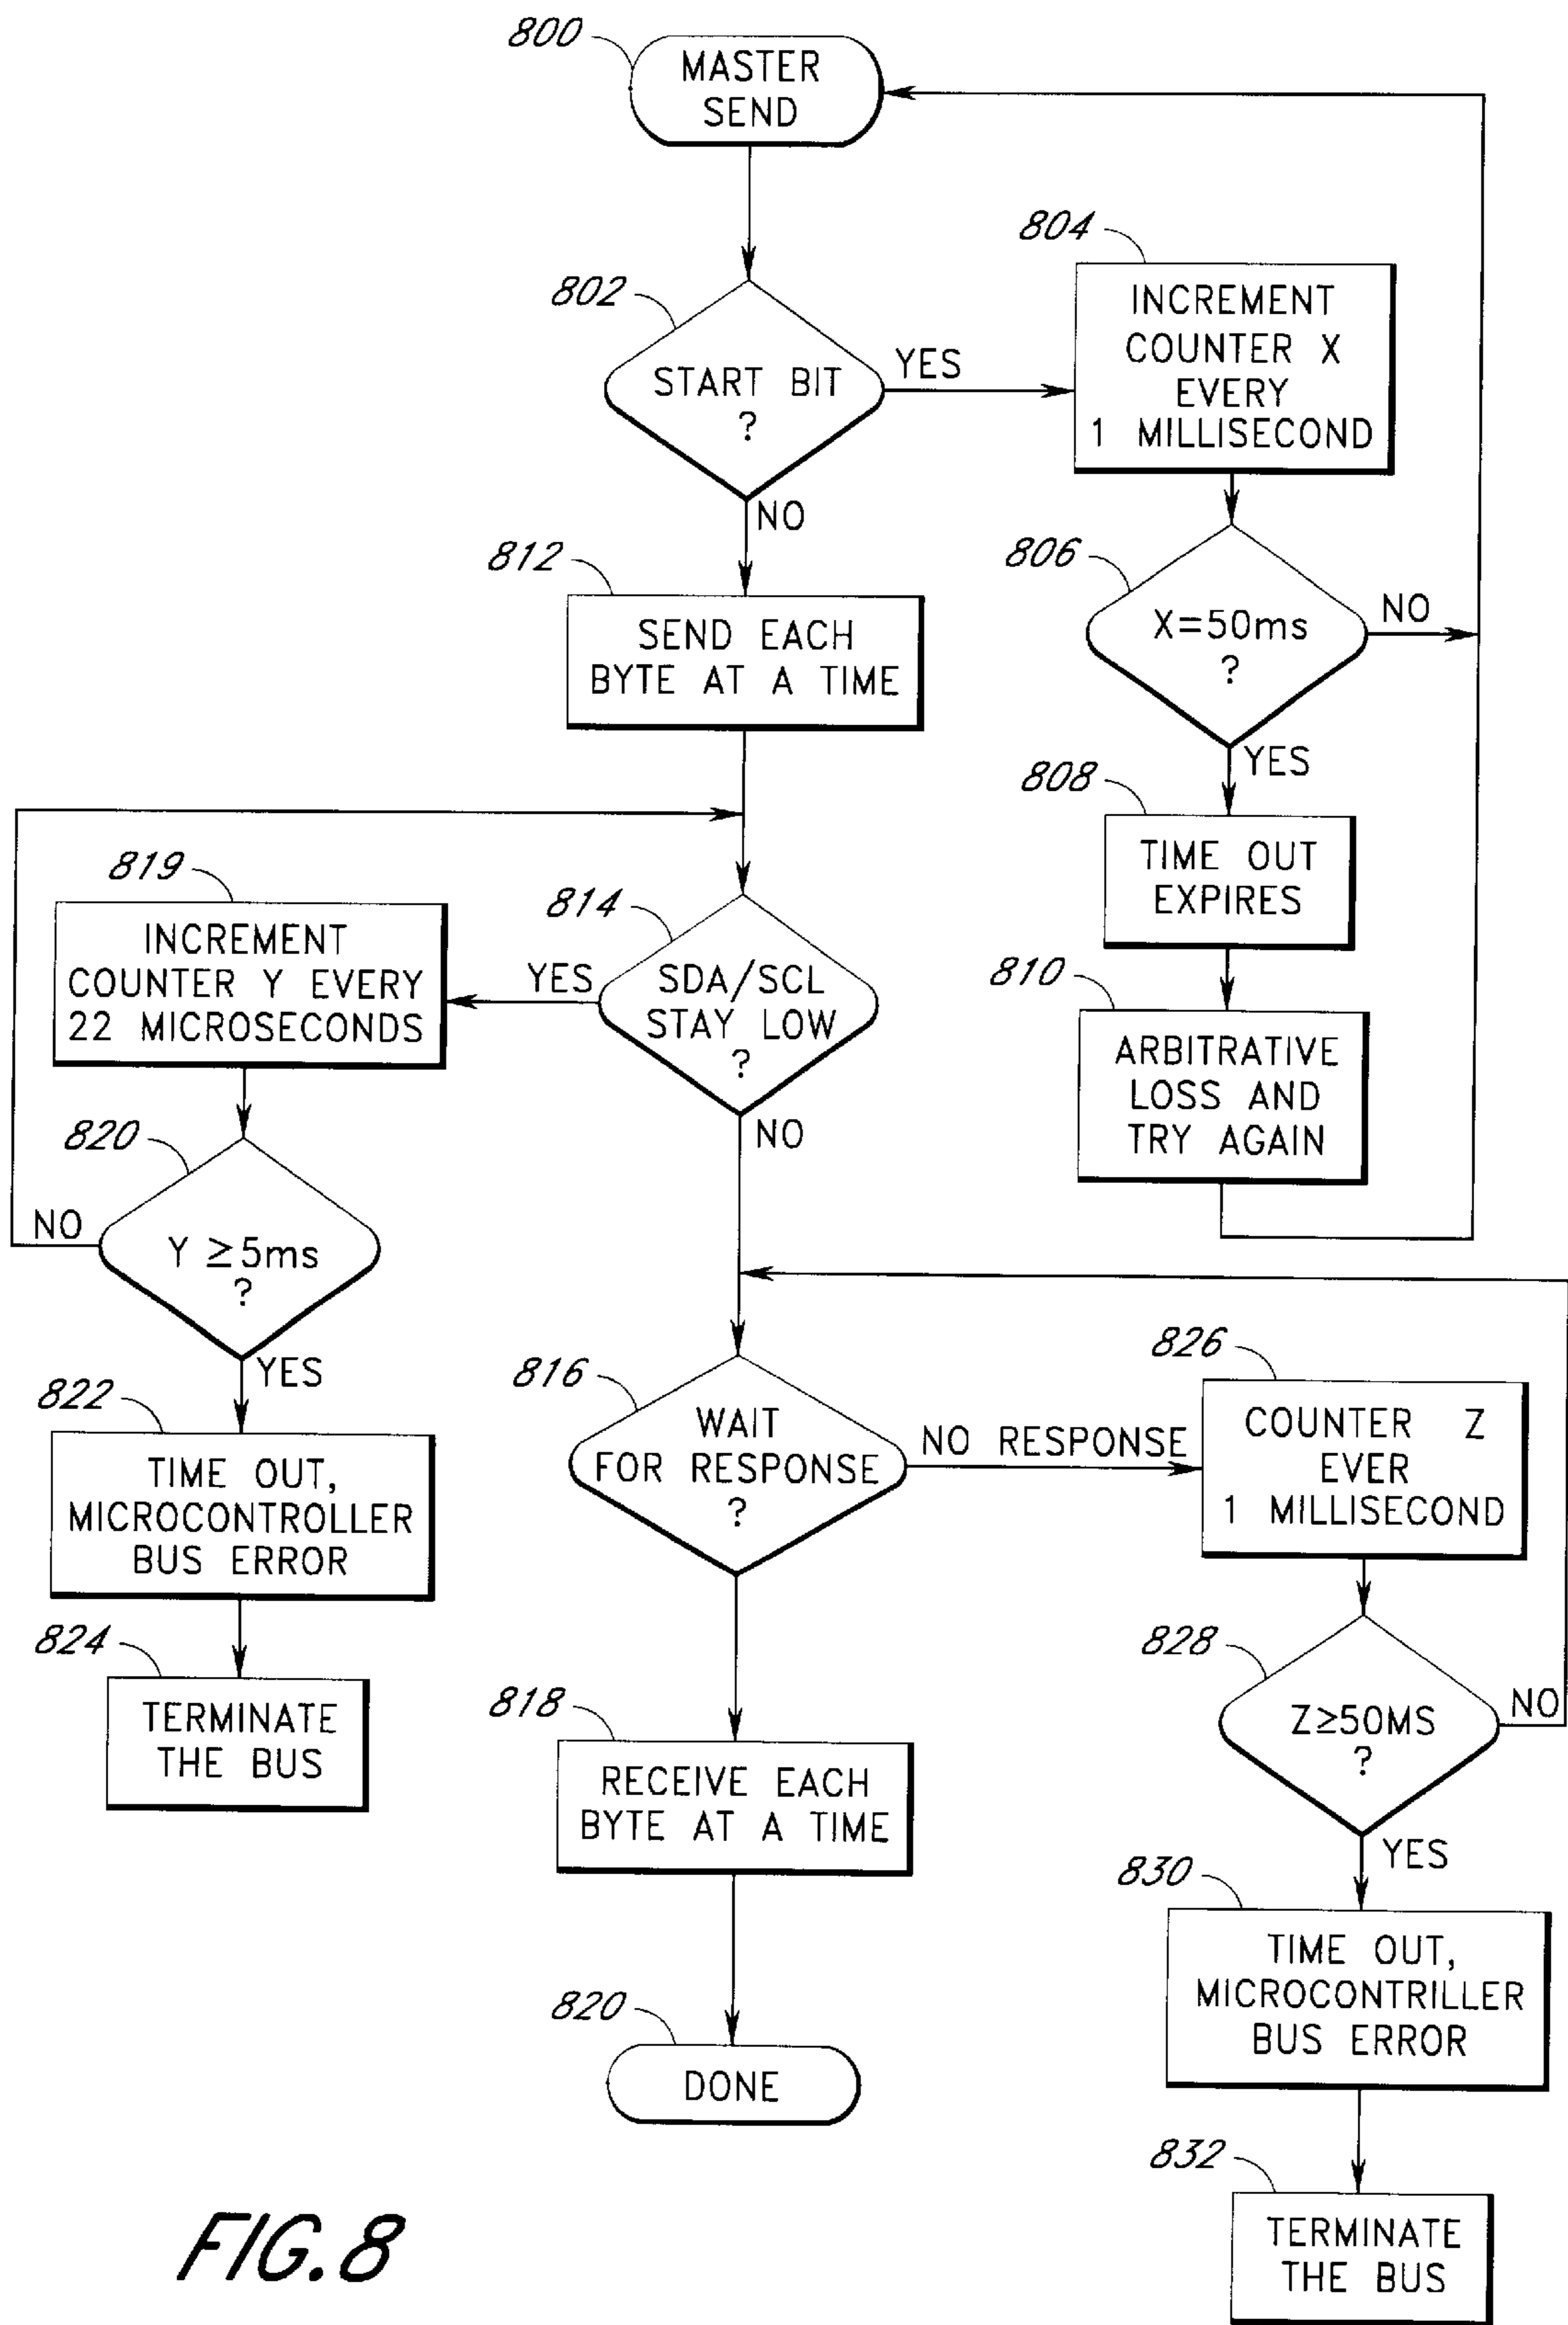 800
MASTER
SEND
802
START BIT
?
YES
NO
804
INCREMENT
COUNTER X
EVERY
1 MILLISECOND
806
X=50ms
?
NO
YES
808
TIME OUT
EXPIRES
810
ARBITRATIVE
LOSS AND
TRY AGAIN
812
SEND EACH
BYTE AT A TIME
814
SDA/SCL
STAY LOW
?
YES
NO
819
INCREMENT
COUNTER Y EVERY
22 MICROSECONDS
820
Y ≥5ms
?
NO
YES
822
TIME OUT,
MICROCONTROLLER
BUS ERROR
824
TERMINATE
THE BUS
816
WAIT
FOR RESPONSE
?
NO RESPONSE
826
COUNTER Z
EVER
1 MILLISECOND
828
Z≥50MS
?
NO
YES
830
TIME OUT,
MICROCONTRILLER
BUS ERROR
832
TERMINATE
THE BUS
818
RECEIVE EACH
BYTE AT A TIME
820
DONE
FIG.8